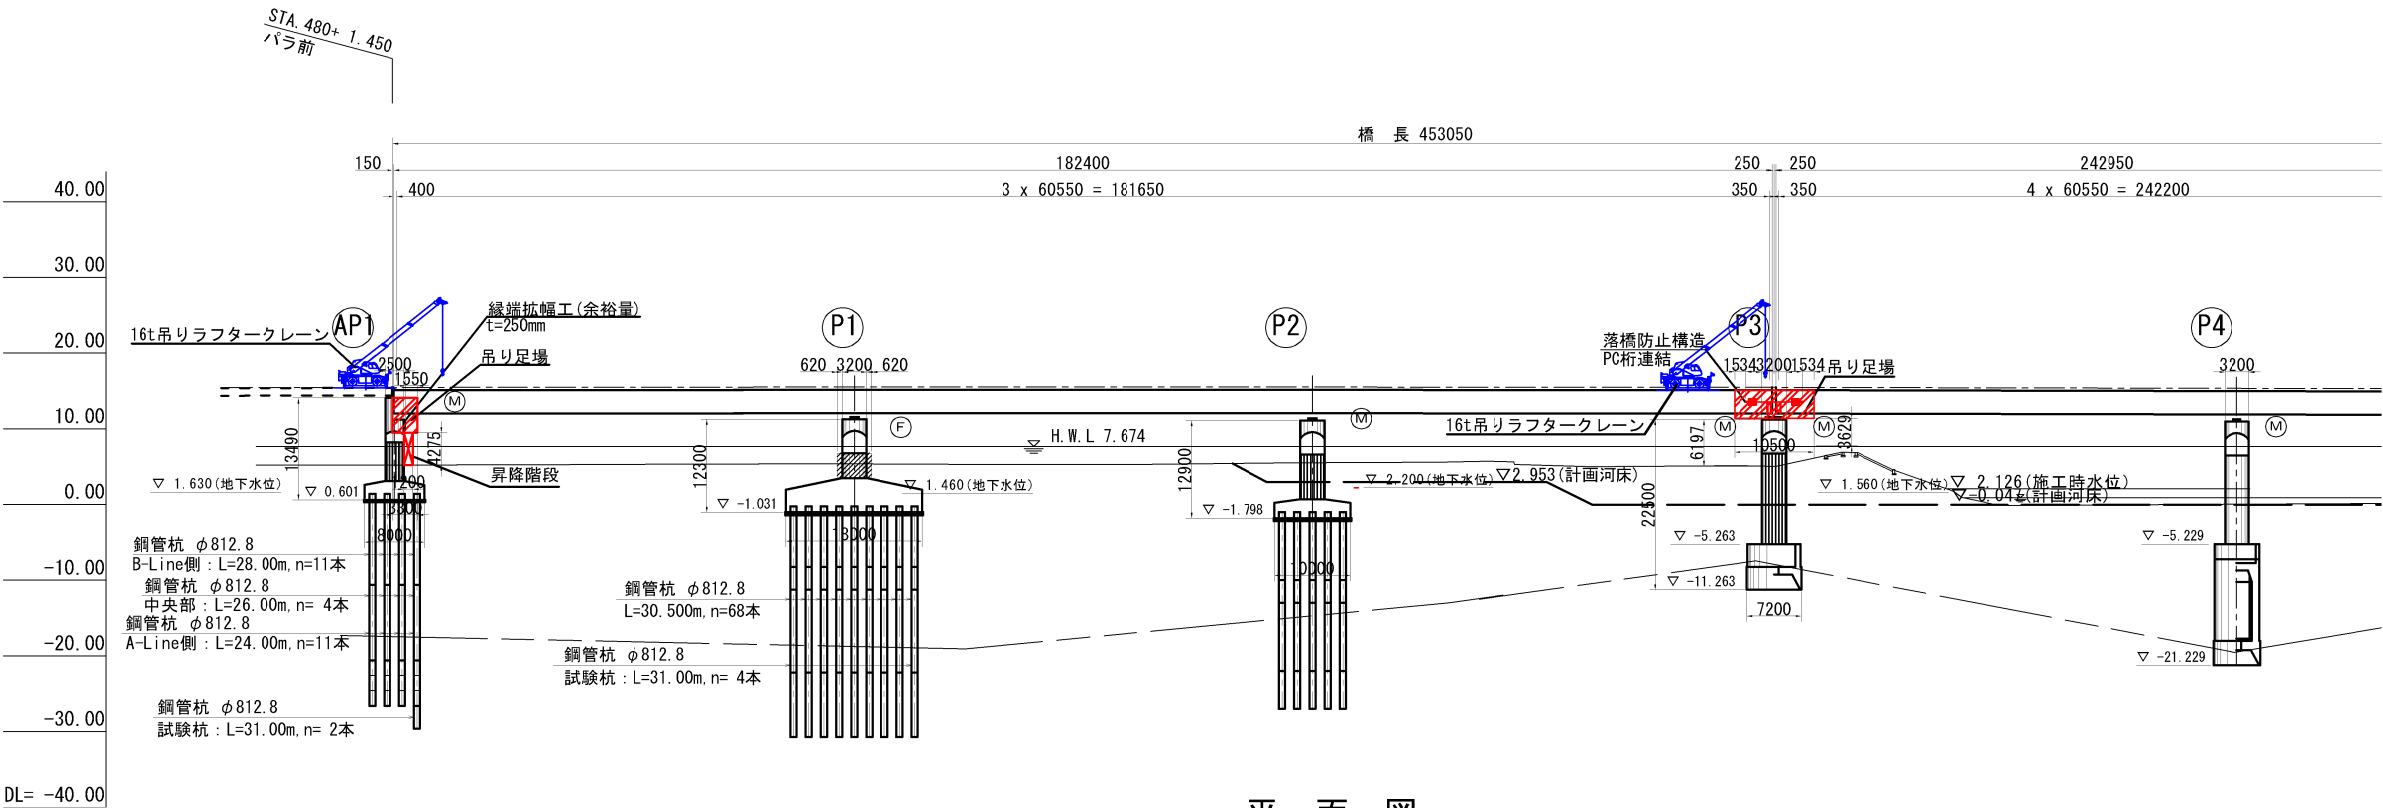 STA.480+ 1.450
パラ前
橋　長 453050
150
182400
250
250
242950
400
3 x 60550 = 181650
350
350
4 x 60550 = 242200
40.00
30.00
20.00
10.00
0.00
-10.00
-20.00
-30.00
DL= -40.00
AP1
P1
P2
P3
P4
16t吊りラフタークレーン
縁端拡幅工(余裕量)
t=250mm
吊り足場
2500
1550
M
13490
4275
昇降階段
▽ 1.630(地下水位)
▽ 0.601
1200
3300
8000
鋼管杭 φ812.8
B-Line側：L=28.00m,n=11本
鋼管杭 φ812.8
中央部：L=26.00m,n= 4本
鋼管杭 φ812.8
A-Line側：L=24.00m,n=11本
鋼管杭 φ812.8
試験杭：L=31.00m,n= 2本
620
3200
620
F
12300
▽ -1.031
▽ 1.460(地下水位)
13000
鋼管杭 φ812.8
L=30.500m,n=68本
鋼管杭 φ812.8
試験杭：L=31.00m,n= 4本
H.W.L 7.674
M
12900
▽ -1.798
10000
▽ 2.200(地下水位)
▽2.953(計画河床)
落橋防止構造
PC桁連結
1534
3200
1534
吊り足場
16t吊りラフタークレーン
M
M
6197
10500
3629
22500
▽ 1.560(地下水位)
▽ 2.126(施工時水位)
▽-0.047(計画河床)
▽ -5.263
▽ -11.263
7200
3200
M
▽ -5.229
▽ -21.229
平　面　図